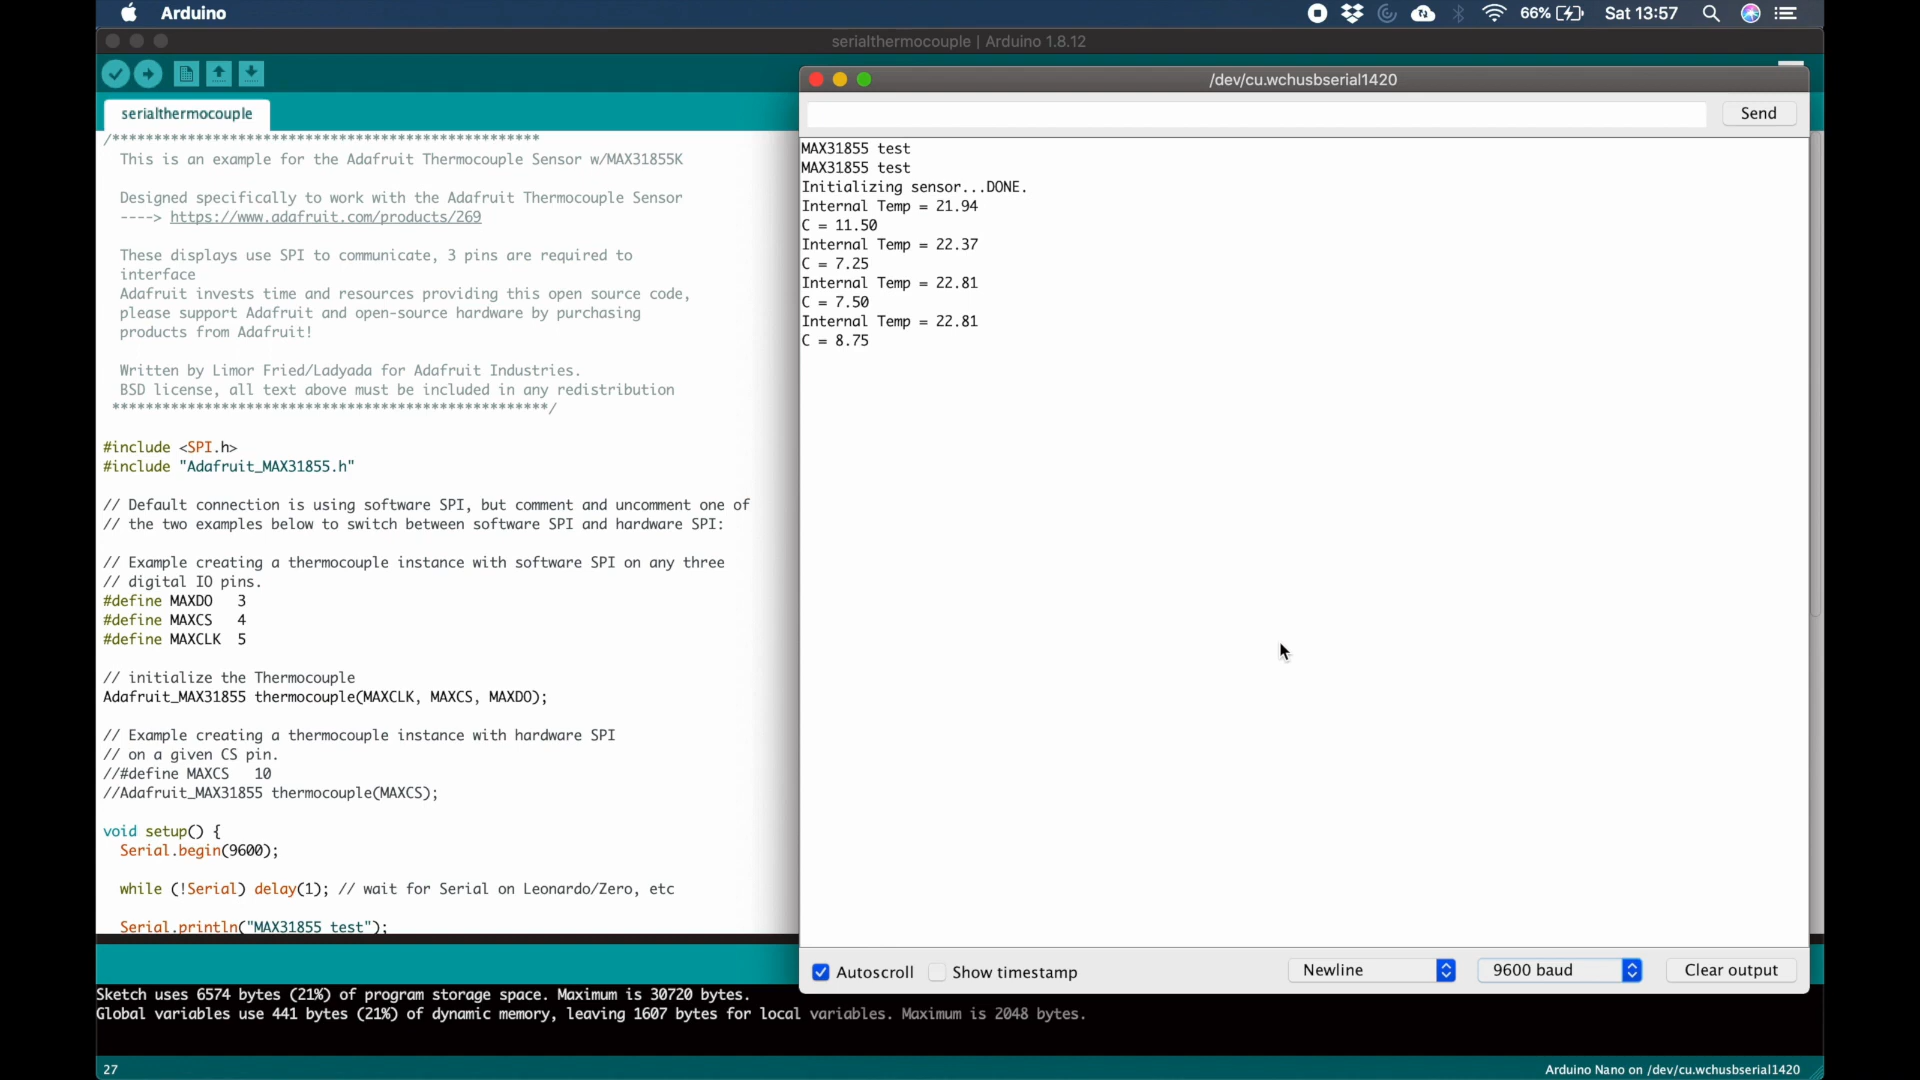 Arduino
66%
Sat 13:57
serialthermocouple | Arduino 1.8.12
serialthermocouple
/**************************************************
This is an example for the Adafruit Thermocouple Sensor w/MAX31855K
Designed specifically to work with the Adafruit Thermocouple Sensor
----> https://www.adafruit.com/products/269
These displays use SPI to communicate, 3 pins are required to
interface
Adafruit invests time and resources providing this open source code,
please support Adafruit and open-source hardware by purchasing
products from Adafruit!
Written by Limor Fried/Ladyada for Adafruit Industries.
BSD license, all text above must be included in any redistribution
****************************************************/
#include <SPI.h>
#include "Adafruit_MAX31855.h"
// Default connection is using software SPI, but comment and uncomment one of
// the two examples below to switch between software SPI and hardware SPI:
// Example creating a thermocouple instance with software SPI on any three
// digital IO pins.
#define MAXDO   3
#define MAXCS   4
#define MAXCLK  5
// initialize the Thermocouple
Adafruit_MAX31855 thermocouple(MAXCLK, MAXCS, MAXDO);
// Example creating a thermocouple instance with hardware SPI
// on a given CS pin.
//#define MAXCS   10
//Adafruit_MAX31855 thermocouple(MAXCS);
void setup() {
Serial.begin(9600);
while (!Serial) delay(1); // wait for Serial on Leonardo/Zero, etc
Serial.println("MAX31855 test");
/dev/cu.wchusbserial1420
Send
MAX31855 test
MAX31855 test
Initializing sensor...DONE.
Internal Temp = 21.94
C = 11.50
Internal Temp = 22.37
C = 7.25
Internal Temp = 22.81
C = 7.50
Internal Temp = 22.81
C = 8.75
Autoscroll
Show timestamp
Newline
9600 baud
Clear output
Sketch uses 6574 bytes (21%) of program storage space. Maximum is 30720 bytes.
Global variables use 441 bytes (21%) of dynamic memory, leaving 1607 bytes for local variables. Maximum is 2048 bytes.
27
Arduino Nano on /dev/cu.wchusbserial1420